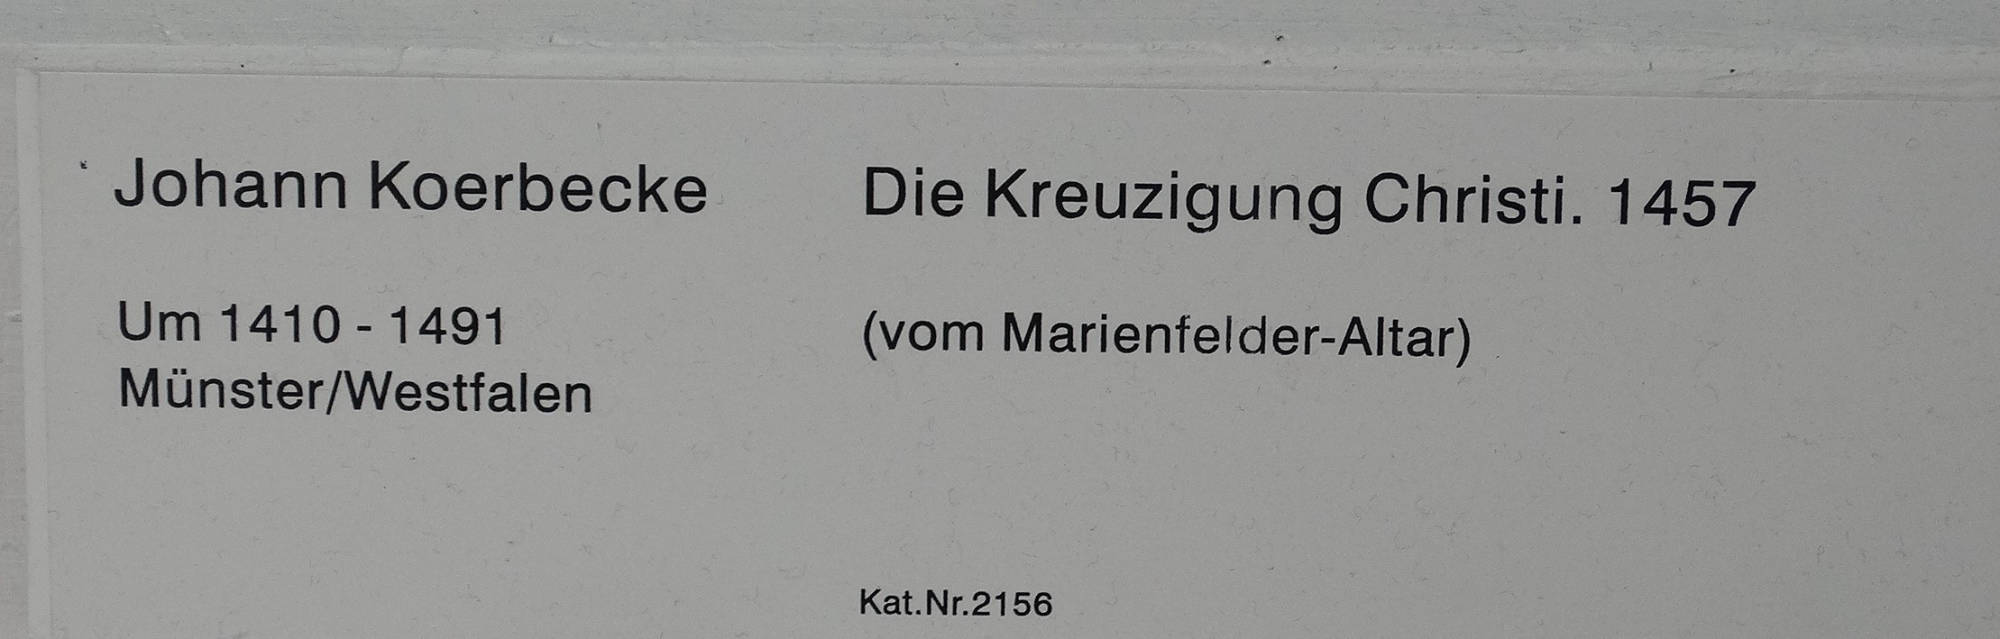 Johann Koerbecke
Um 1410 - 1491
Münster/Westfalen
Die Kreuzigung Christi. 1457
(vom Marienfelder-Altar)
Kat.Nr.2156